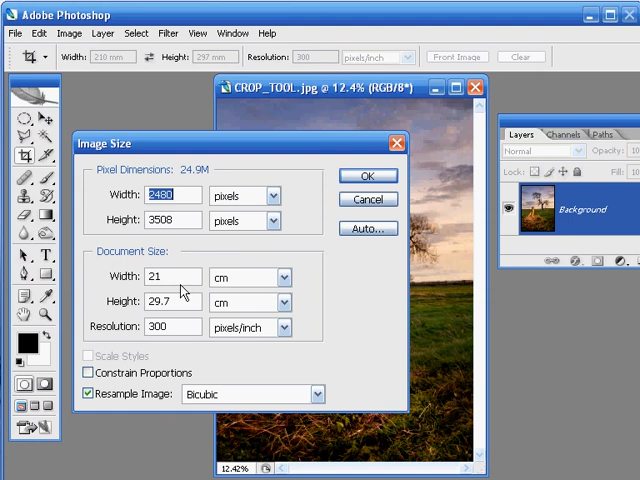 Adobe Photoshop
File Edit Image Layer Select Filter View Window Help
Width: 210 mm Height: 297 mm Resolution: 300 pixels/inch Front Image Clear
CROP_TOOL.jpg @ 12.4% (RGB/8*)
Image Size
Pixel Dimensions: 24.9M
Width: 2480 pixels
Height: 3508 pixels
Document Size:
Width: 21 cm
Height: 29.7 cm
Resolution: 300 pixels/inch
Scale Styles
Constrain Proportions
Resample Image: Bicubic
OK
Cancel
Auto...
Layers Channels Paths
Normal Opacity: 10
Lock: Fill: 10
Background
T
12.42%